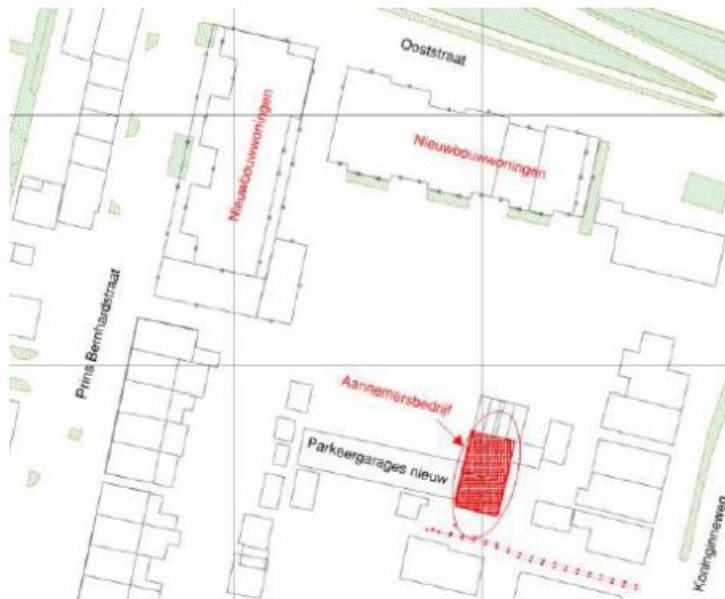 Ooststraat
Nieuwbouwwoningen
Nieuwbouwwoningen
Prins Bernhardstraat
Aannemersbedrijf
Parkeergarages nieuw
Koninginneweg